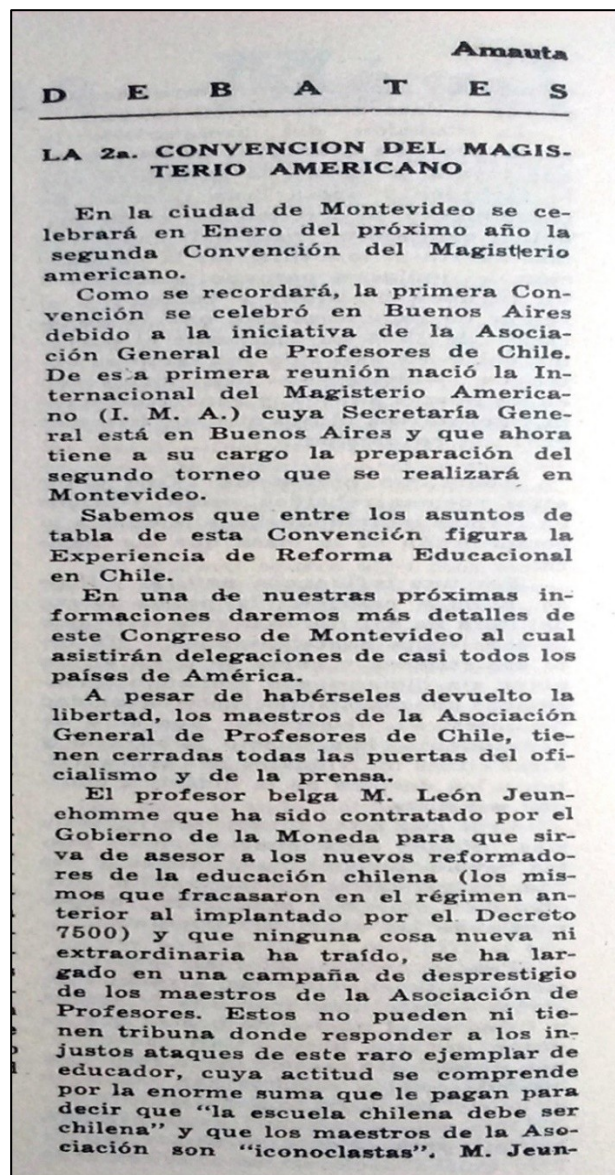 Amauta
D E B A T E S
LA 2a. CONVENCION DEL MAGIS-
TERIO AMERICANO
En la ciudad de Montevideo se ce-
lebrará en Enero del próximo año la
segunda Convención del Magisterio
americano.
Como se recordará, la primera Con-
vención se celebró en Buenos Aires
debido a la iniciativa de la Asocia-
ción General de Profesores de Chile.
De es a primera reunión nació la In-
ternacional del Magisterio America-
no (I. M. A.) cuya Secretaría Gene-
ral está en Buenos Aires y que ahora
tiene a su cargo la preparación del
segundo torneo que se realizará en
Montevideo.
Sabemos que entre los asuntos de
tabla de esta Convención figura la
Experiencia de Reforma Educacional
en Chile.
En una de nuestras próximas in-
formaciones daremos más detalles de
este Congreso de Montevideo al cual
asistirán delegaciones de casi todos los
países de América.
A pesar de habérseles devuelto la
libertad, los maestros de la Asociación
General de Profesores de Chile, tie-
nen cerradas todas las puertas del ofi-
cialismo y de la prensa.
El profesor belga M. León Jeun-
ehomme que ha sido contratado por el
Gobierno de la Moneda para que sir-
va de asesor a los nuevos reformado-
res de la educación chilena (los mis-
mos que fracasaron en el régimen an-
terior al implantado por el Decreto
7500) y que ninguna cosa nueva ni
extraordinaria ha traído, se ha lar-
gado en una campaña de desprestigio
de los maestros de la Asociación de
Profesores. Estos no pueden ni tie-
nen tribuna donde responder a los in-
justos ataques de este raro ejemplar de
educador, cuya actitud se comprende
por la enorme suma que le pagan para
decir que "la escuela chilena debe ser
chilena" y que los maestros de la Aso-
ciación son "iconoclastas". M. Jeun-